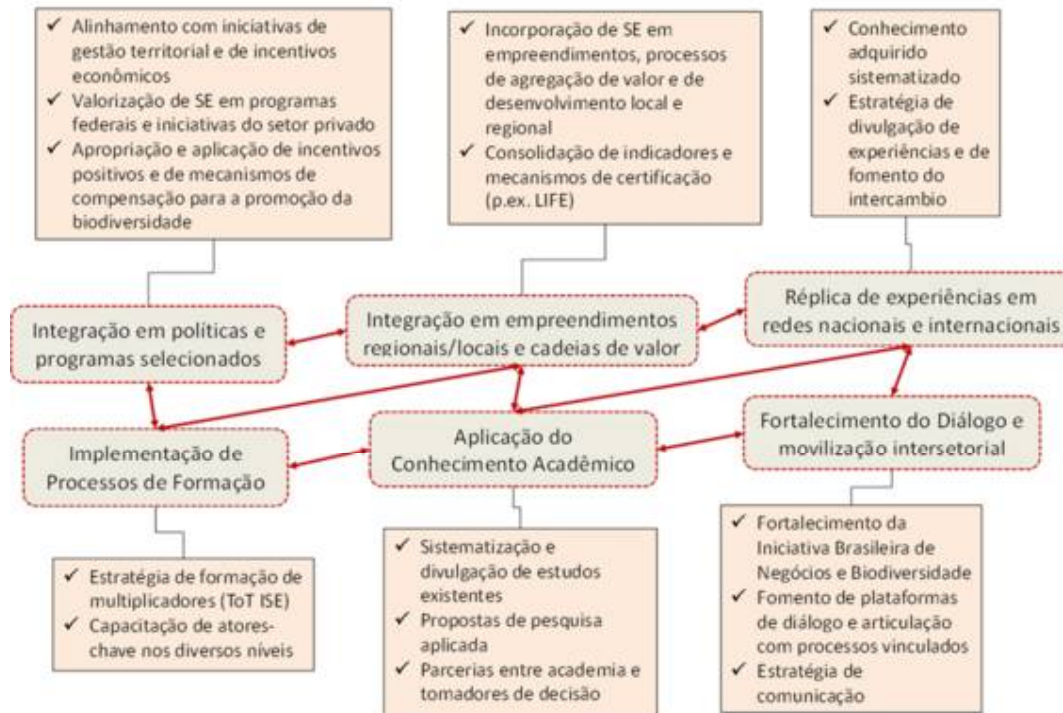 ✓ Alinhamento com iniciativas de
gestão territorial e de incentivos
econômicos
✓ Valorização de SE em programas
federais e iniciativas do setor privado
✓ Apropriação e aplicação de incentivos
positivos e de mecanismos de
compensação para a promoção da
biodiversidade
✓ Incorporação de SE em
empreendimentos, processos
de agregação de valor e de
desenvolvimento local e
regional
✓ Consolidação de indicadores e
mecanismos de certificação
(p.ex. LIFE)
✓ Conhecimento
adquirido
sistematizado
✓ Estratégia de
divulgação de
experiências e de
fomento do
intercambio
Integração em políticas e
programas selecionados
Integração em empreendimentos
regionais/locais e cadeias de valor
Réplica de experiências em
redes nacionais e internacionais
Implementação de
Processos de Formação
Aplicação do
Conhecimento Acadêmico
Fortalecimento do Diálogo e
movilização intersetorial
✓ Estratégia de formação de
multiplicadores (ToT ISE)
✓ Capacitação de atores-
chave nos diversos níveis
✓ Sistematização e
divulgação de estudos
existentes
✓ Propostas de pesquisa
aplicada
✓ Parcerias entre academia e
tomadores de decisão
✓ Fortalecimento da
Iniciativa Brasileira de
Negócios e Biodiversidade
✓ Fomento de plataformas
de diálogo e articulação
com processos vinculados
✓ Estratégia de
comunicação